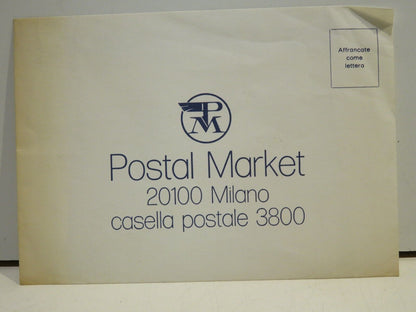 Affrancate
come
lettera
PM
Postal Market
20100 Milano
casella postale 3800